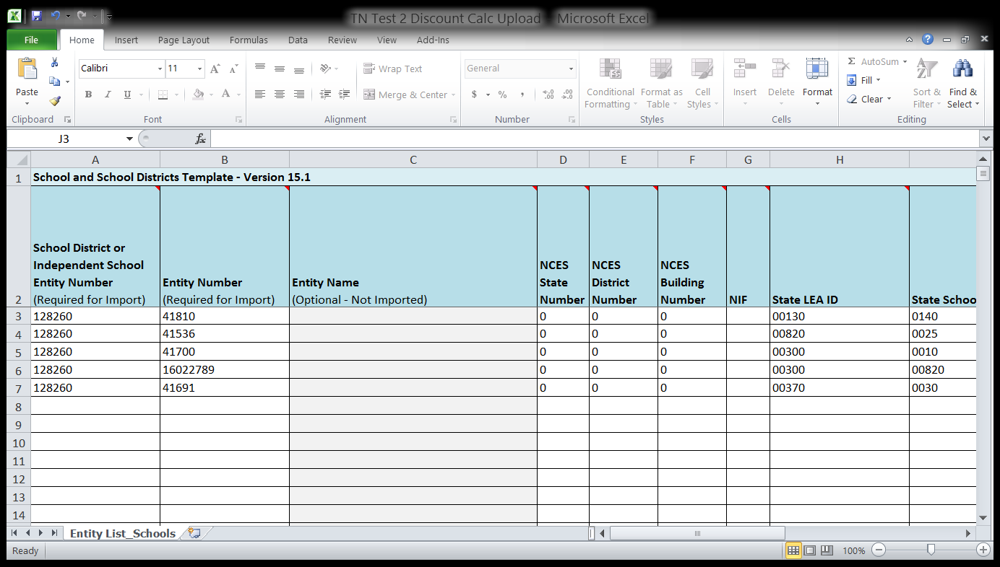 TN Test 2 Discount Calc Upload - Microsoft Excel
File Home Insert Page Layout Formulas Data Review View Add-Ins
Calibri 11 Wrap Text General AutoSum
Paste Conditional Formatting Format as Table Cell Styles Insert Delete Format Fill Sort & Filter Find & Select
B I U A Merge & Center $ % , Clear
Clipboard Font Alignment Number Styles Cells Editing
J3 fx
A B C D E F G H
1 School and School Districts Template - Version 15.1
School District or
Independent School NCES NCES NCES
Entity Number Entity Number Entity Name State District Building
2 (Required for Import) (Required for Import) (Optional - Not Imported) Number Number Number NIF State LEA ID State Schoo
3 128260 41810 0 0 0 00130 0140
4 128260 41536 0 0 0 00820 0025
5 128260 41700 0 0 0 00300 0010
6 128260 16022789 0 0 0 00300 00820
7 128260 41691 0 0 0 00370 0030
8
9
10
11
12
13
14
Entity List_Schools
Ready 100%